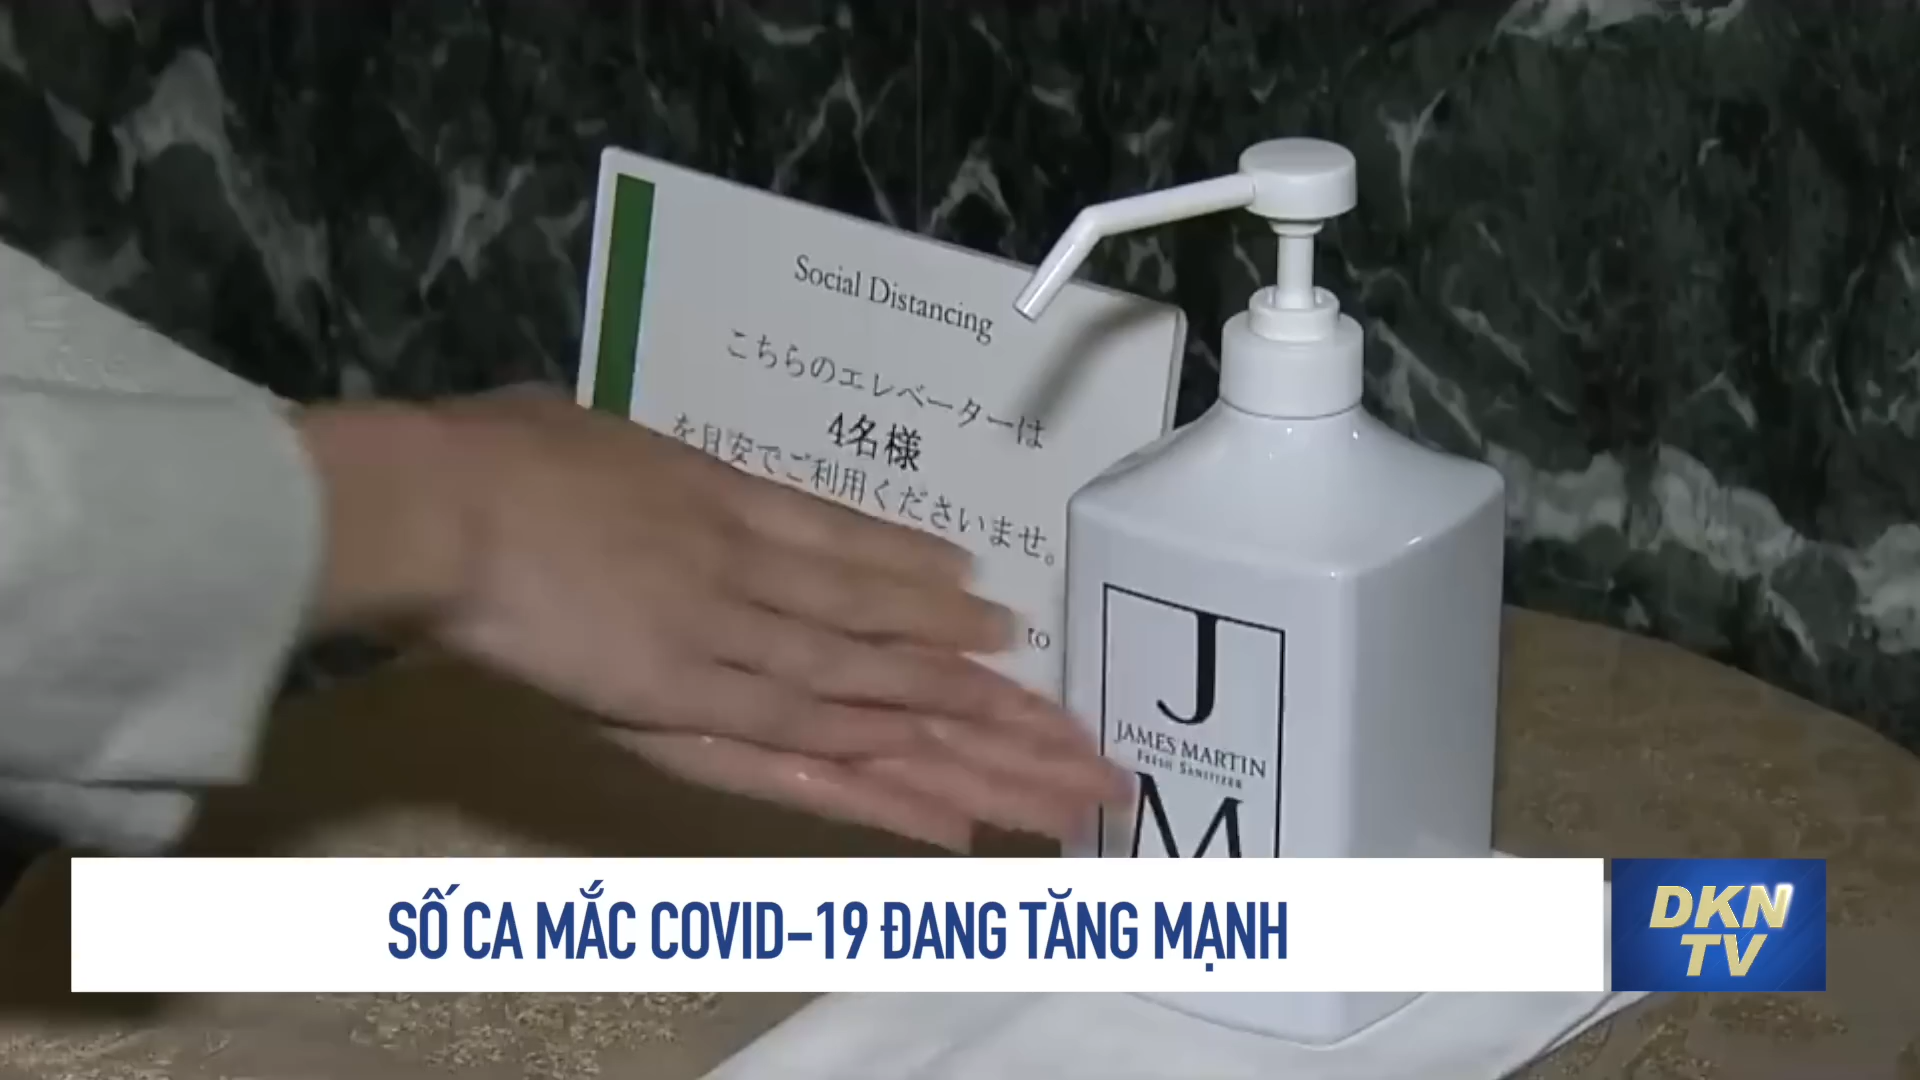 Social Distancing
こちらのエレベーターは
4名様
を目安でご利用くださいませ。
to
J
JAMES MARTIN
FRESH SANITIZER
M
SỐ CA MẮC COVID-19 ĐANG TĂNG MẠNH
DKN
TV